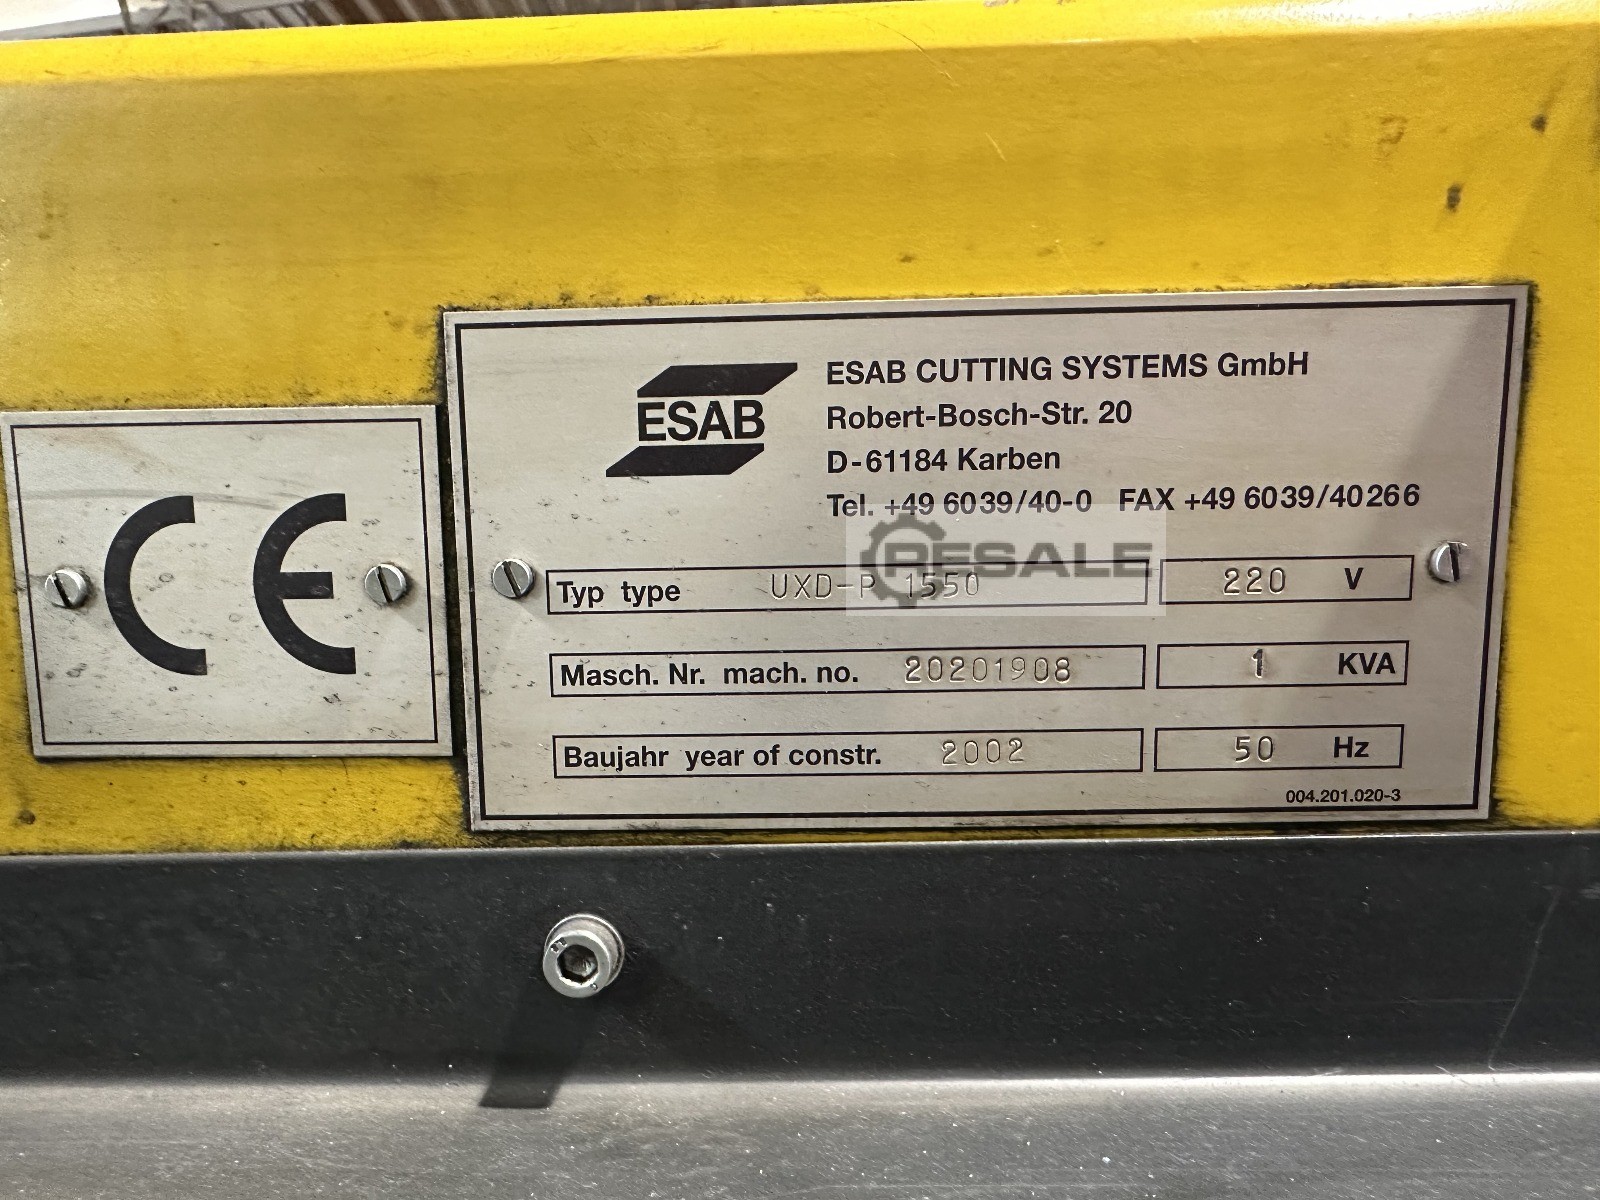 CE
ESAB
ESAB CUTTING SYSTEMS GmbH
Robert-Bosch-Str. 20
D-61184 Karben
Tel. +49 6039/40-0 FAX +49 6039/40266
RESALE
Typ type UXD-P 1550 220 V
Masch. Nr. mach. no. 20201908 1 KVA
Baujahr year of constr. 2002 50 Hz
004.201.020-3